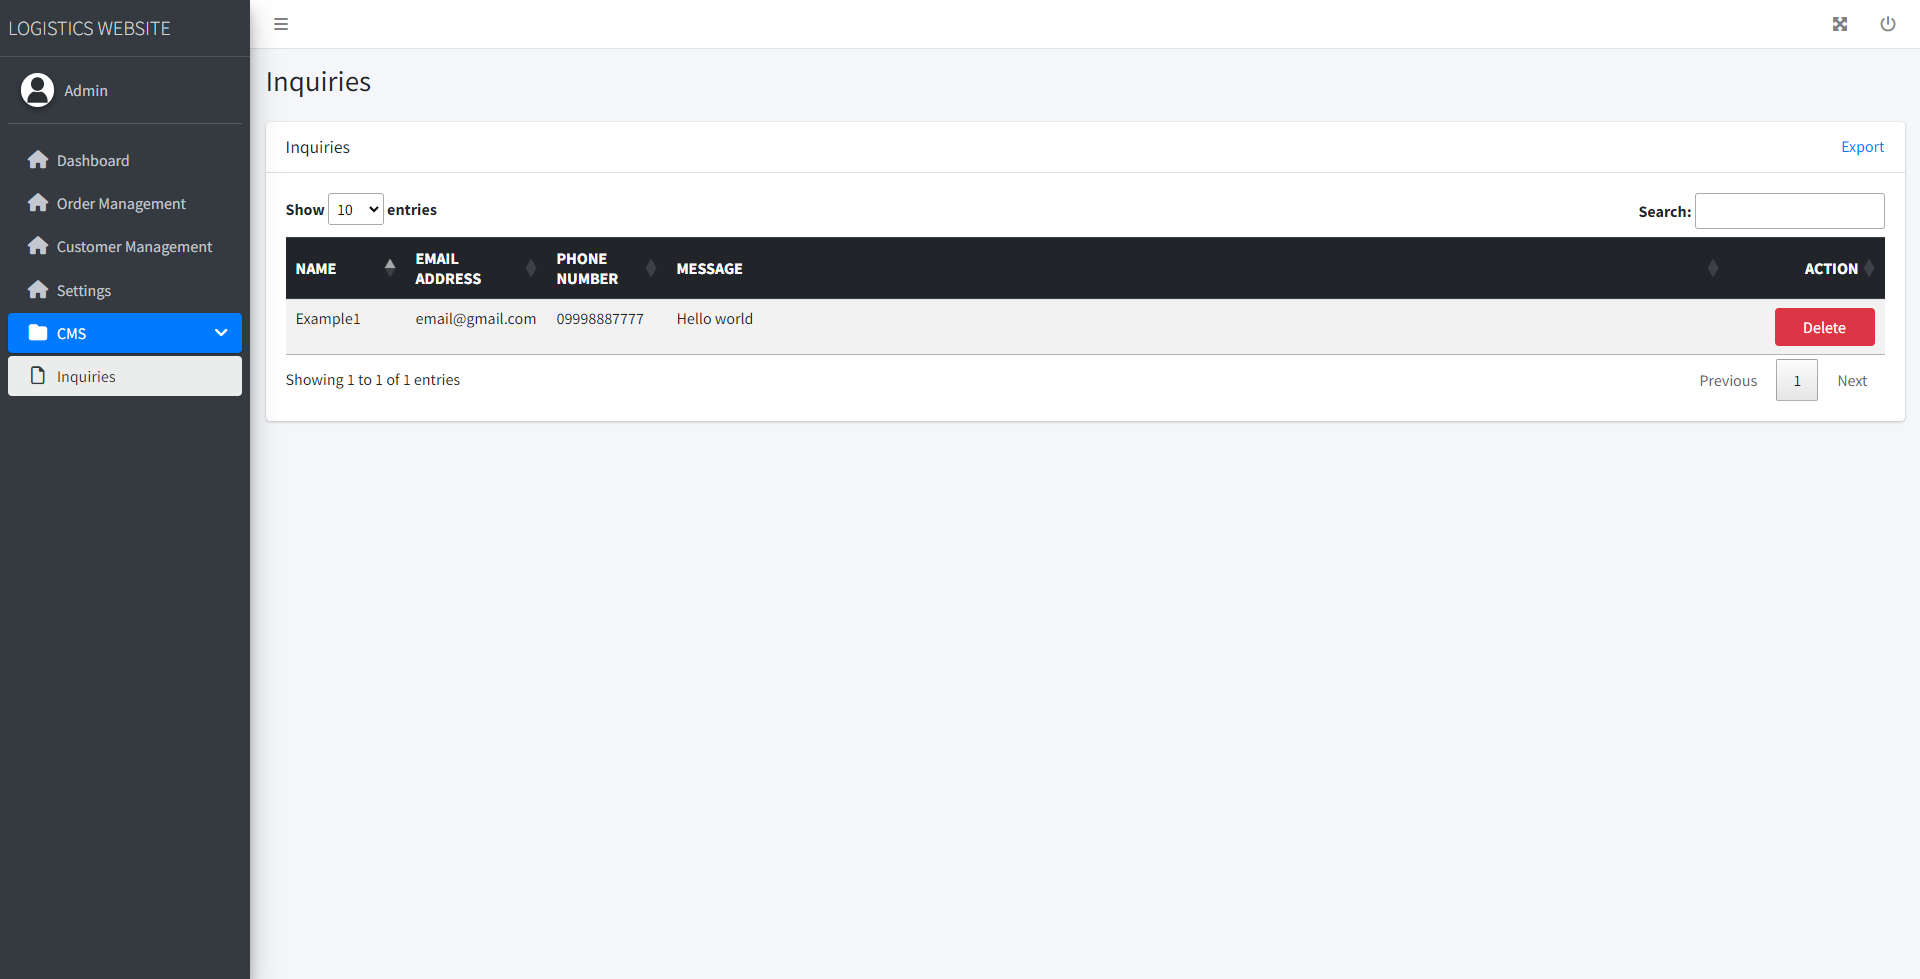 LOGISTICS WEBSITE
Admin
Dashboard
Order Management
Customer Management
Settings
CMS
Inquiries
Inquiries
Inquiries
Export
Show 10 entries
Search:
NAME
EMAIL ADDRESS
PHONE NUMBER
MESSAGE
ACTION
Example1
email@gmail.com
09998887777
Hello world
Delete
Showing 1 to 1 of 1 entries
Previous
1
Next